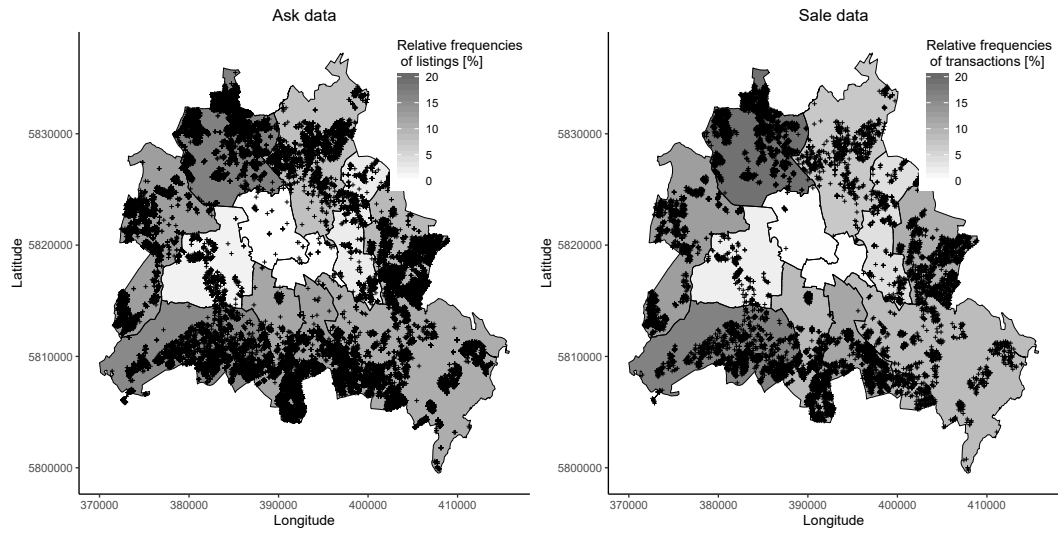 Ask data
Relative frequencies
of listings [%]
20
15
10
5
0
5830000
5820000
5810000
5800000
Latitude
370000
380000
390000
400000
410000
Longitude
Sale data
Relative frequencies
of transactions [%]
20
15
10
5
0
5830000
5820000
5810000
5800000
Latitude
370000
380000
390000
400000
410000
Longitude